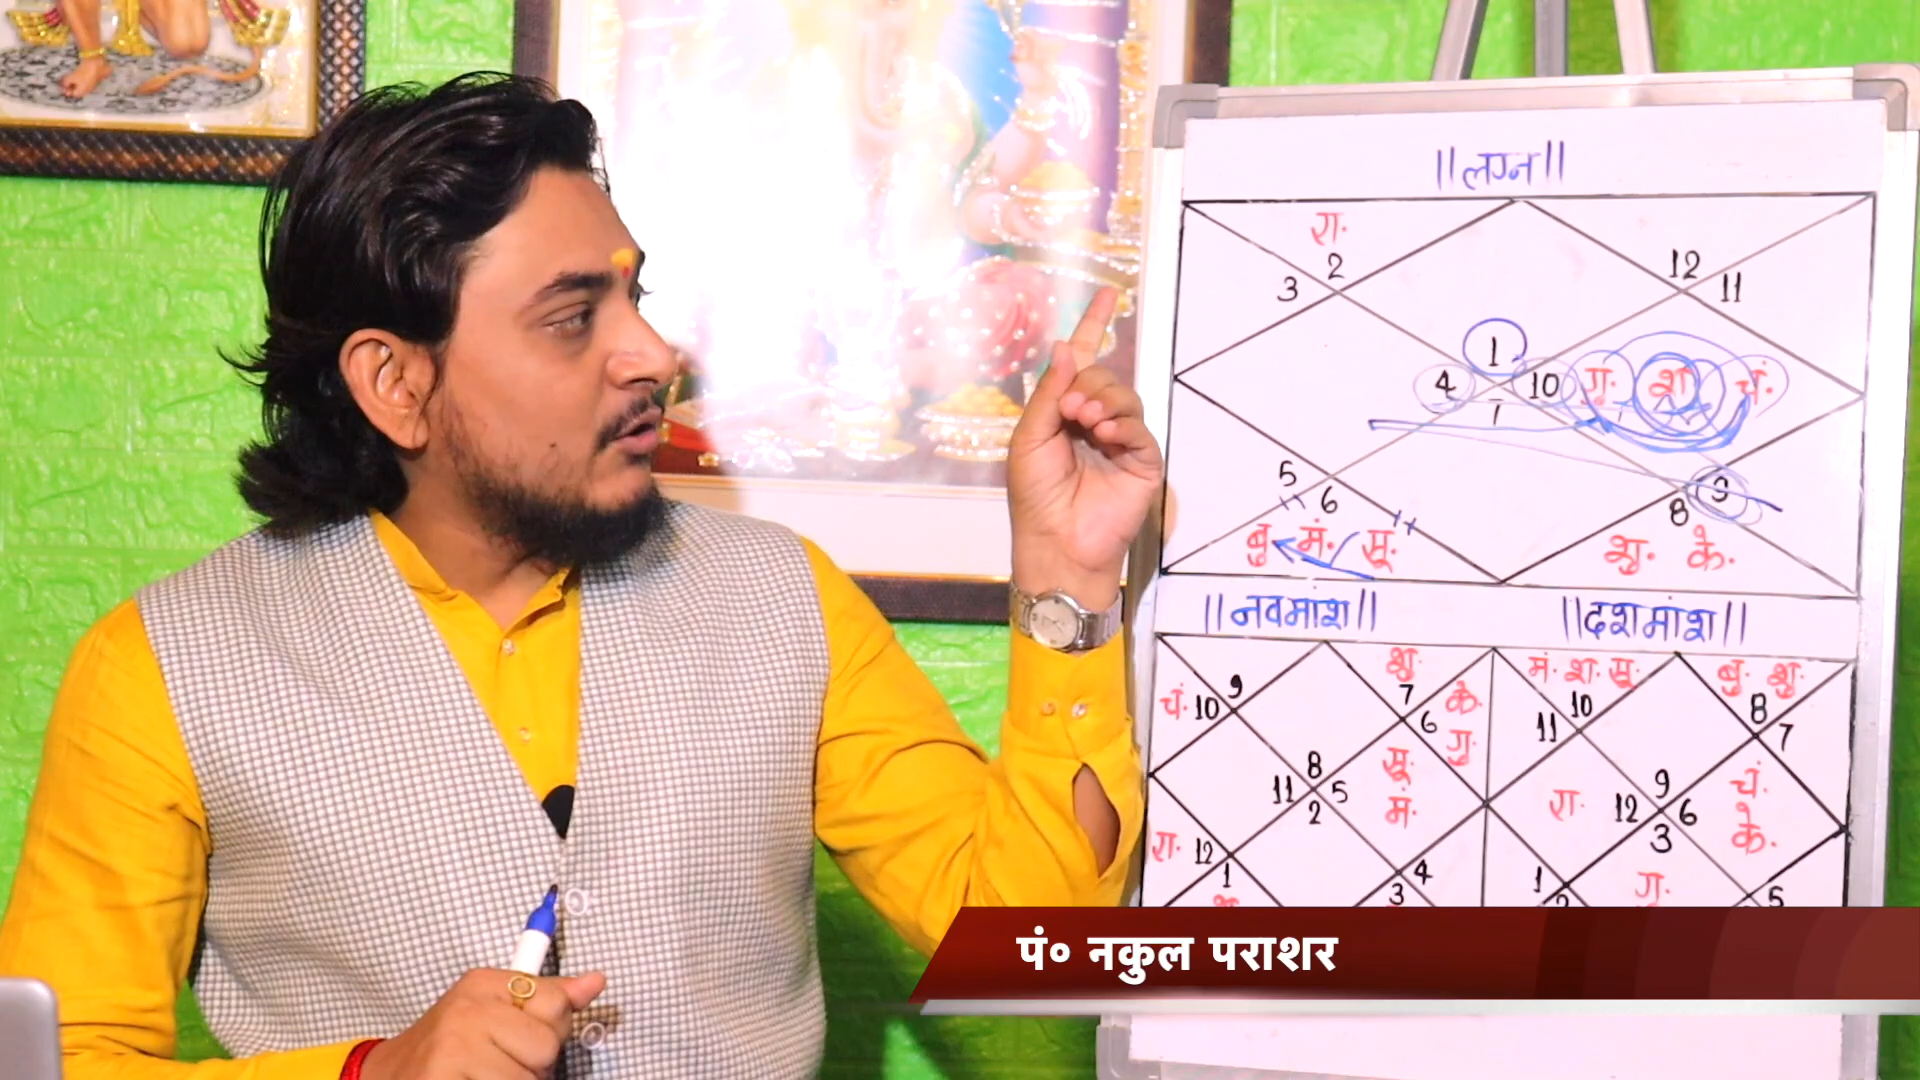 ||लग्न||
रा.
2
3
12
11
1
4 10 गु. श. चं.
7
5
6
9
8
बु मं. सू.
शु. के.
||नवमांश|| ||दशमांश||
शु.
9
चं. 10
7
6
के.
गु.
8
11 5
2
सू.
मं.
रा. 12
1
4
3
मं. श. सू.
बु. शु.
10
11
8
7
9
रा. 12 6
3
चं.
के.
1
2
गु.
5
पं० नकुल पराशर